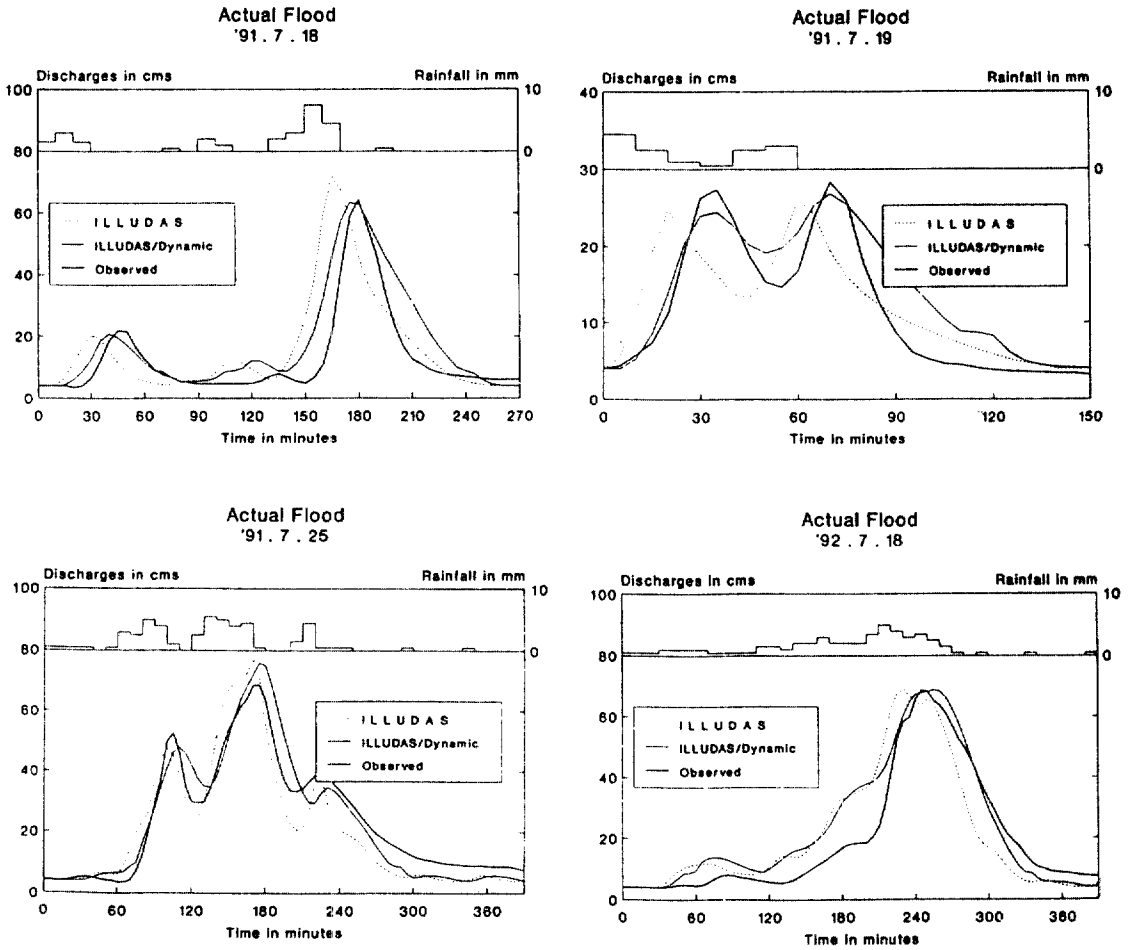 Actual Flood
'91 . 7 . 18
Discharges in cms Rainfall in mm
100 10
80 0
60
40
20
0
ILLUDAS
ILLUDAS/Dynamic
Observed
0 30 60 90 120 150 180 210 240 270
Time in minutes
Actual Flood
'91 . 7 . 19
Discharges in cms Rainfall in mm
40 10
30 0
20
10
0
ILLUDAS
ILLUDAS/Dynamic
Observed
0 30 60 90 120 150
Time in minutes
Actual Flood
'91 . 7 . 25
Discharges in cms Rainfall in mm
100 10
80 0
60
40
20
0
ILLUDAS
ILLUDAS/Dynamic
Observed
0 60 120 180 240 300 360
Time in minutes
Actual Flood
'92 . 7 . 18
Discharges in cms Rainfall in mm
100 10
80 0
60
40
20
0
ILLUDAS
ILLUDAS/Dynamic
Observed
0 60 120 240 300 360
Time in minutes